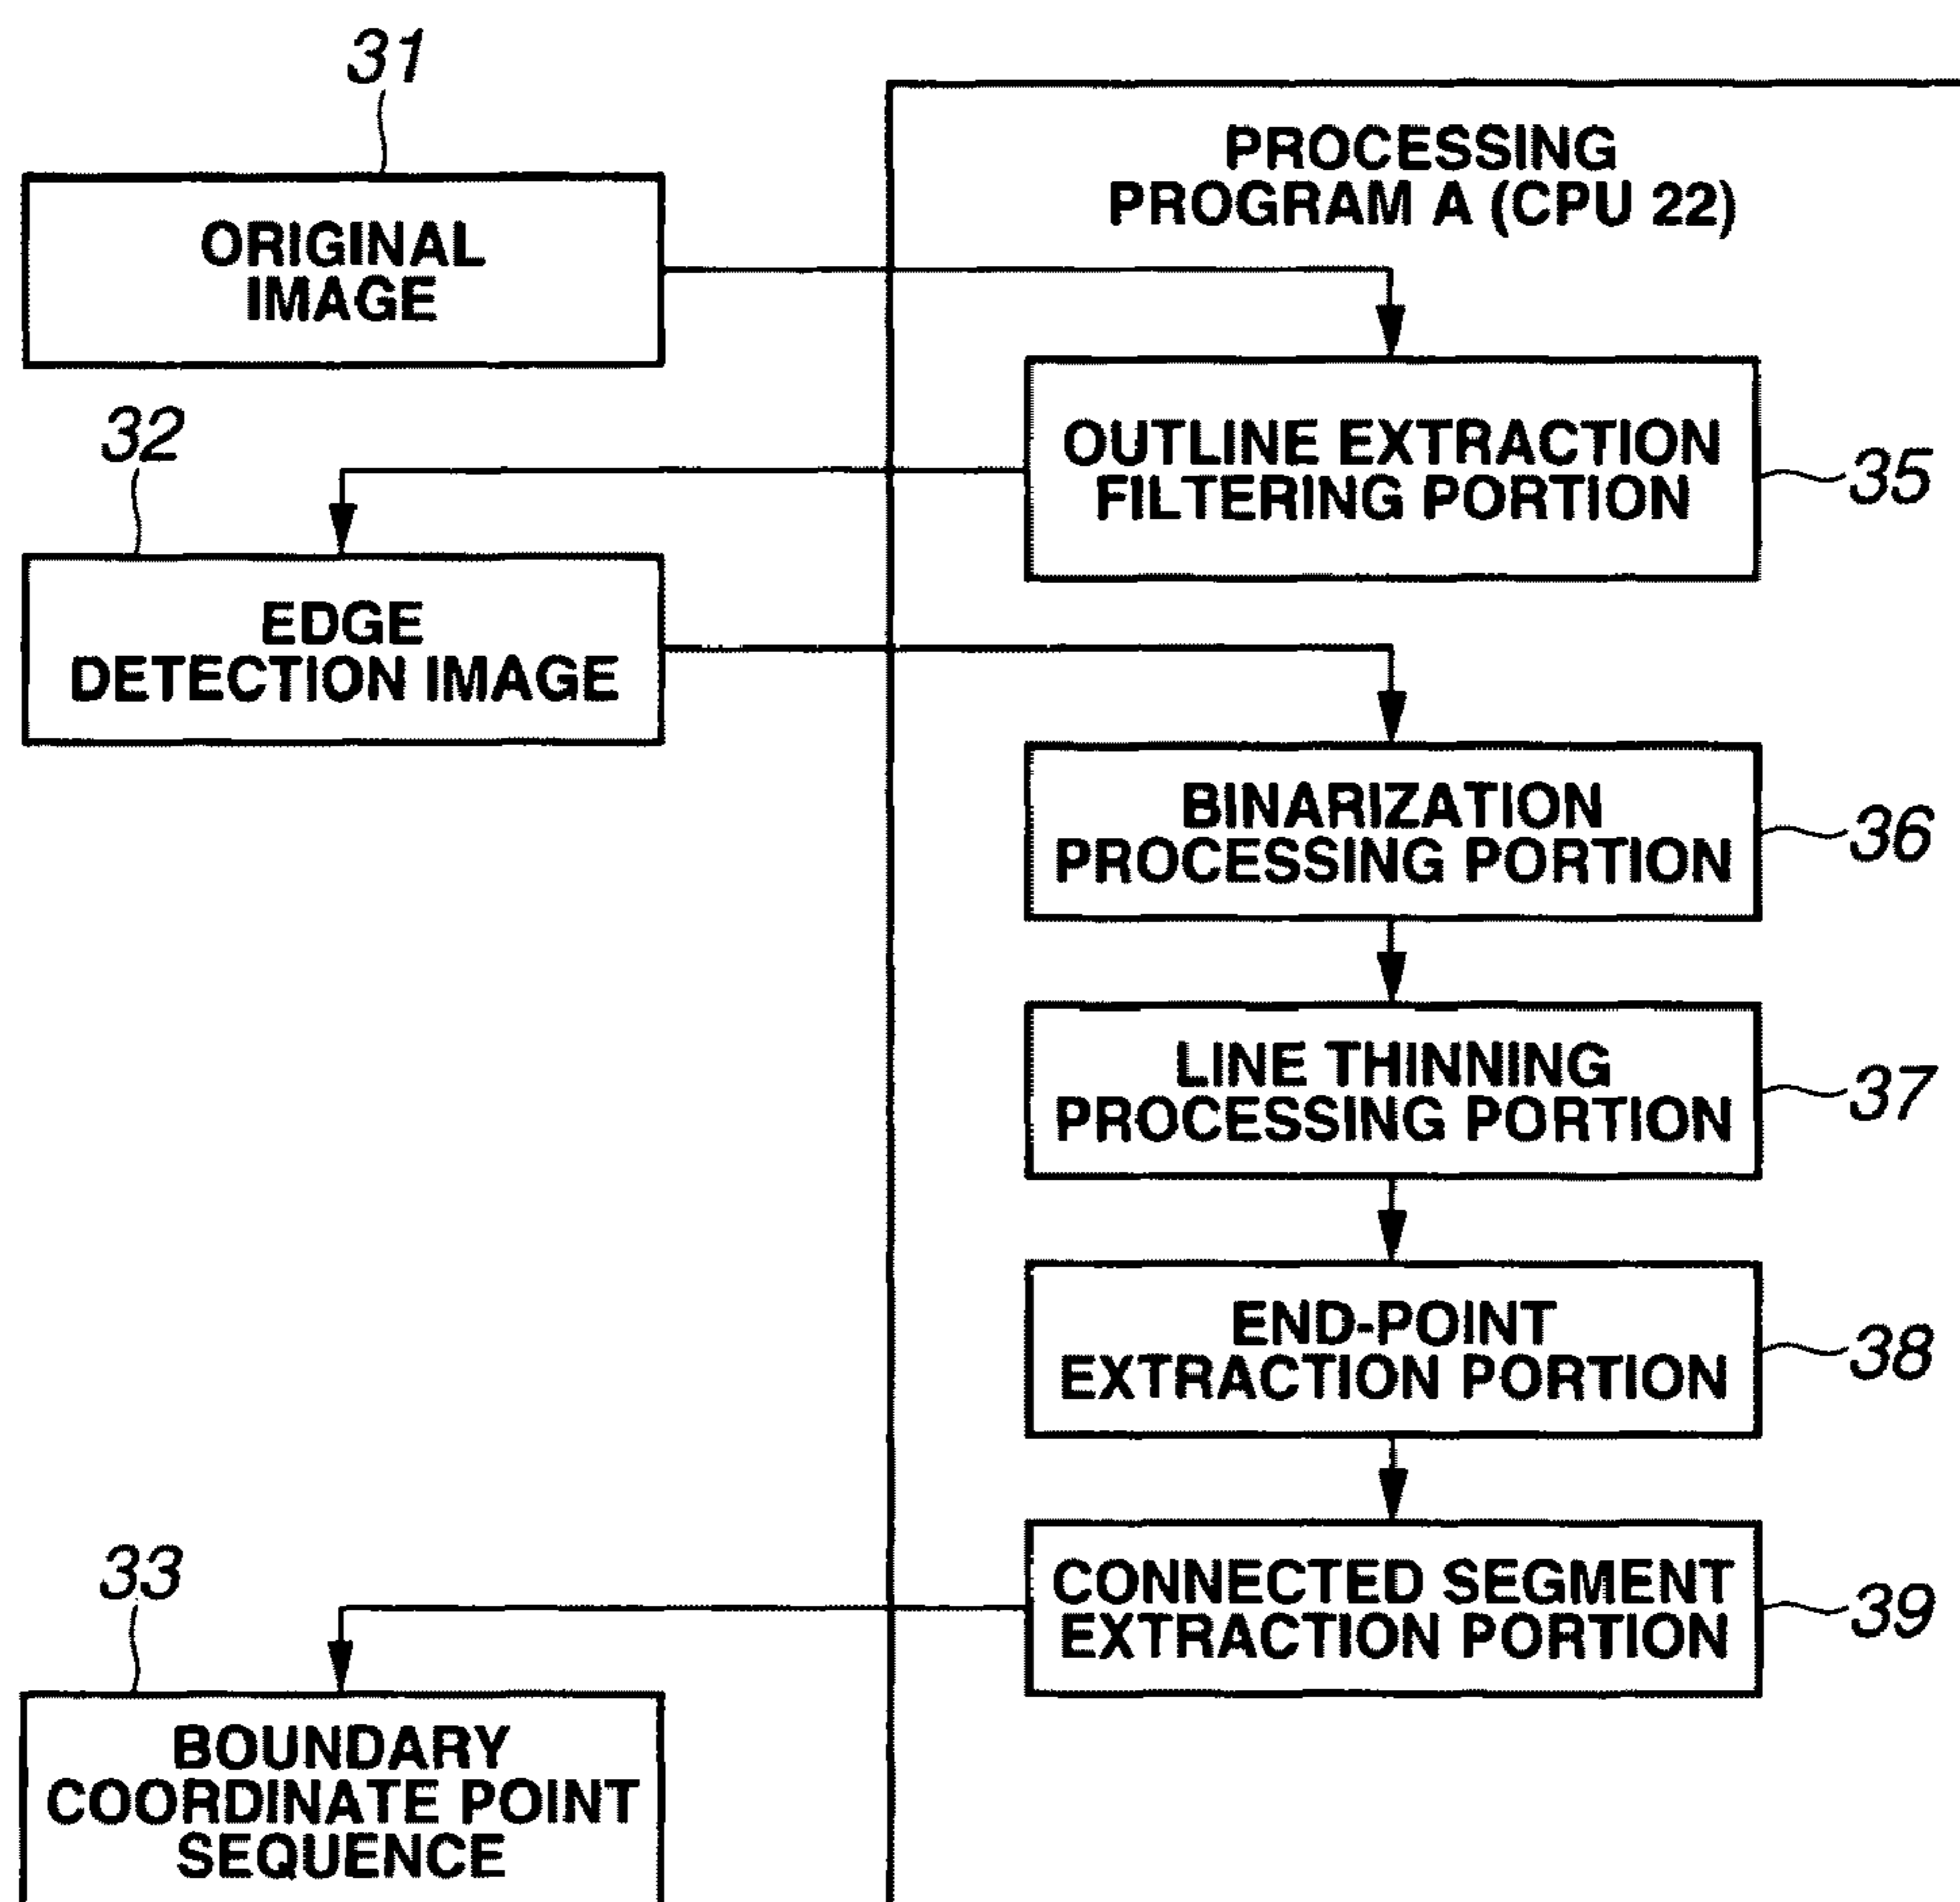 31
PROCESSING
PROGRAM A (CPU 22)
ORIGINAL
IMAGE
32
OUTLINE EXTRACTION
FILTERING PORTION
35
EDGE
DETECTION IMAGE
BINARIZATION
PROCESSING PORTION
36
LINE THINNING
PROCESSING PORTION
37
END-POINT
EXTRACTION PORTION
38
33
CONNECTED SEGMENT
EXTRACTION PORTION
39
BOUNDARY
COORDINATE POINT
SEQUENCE